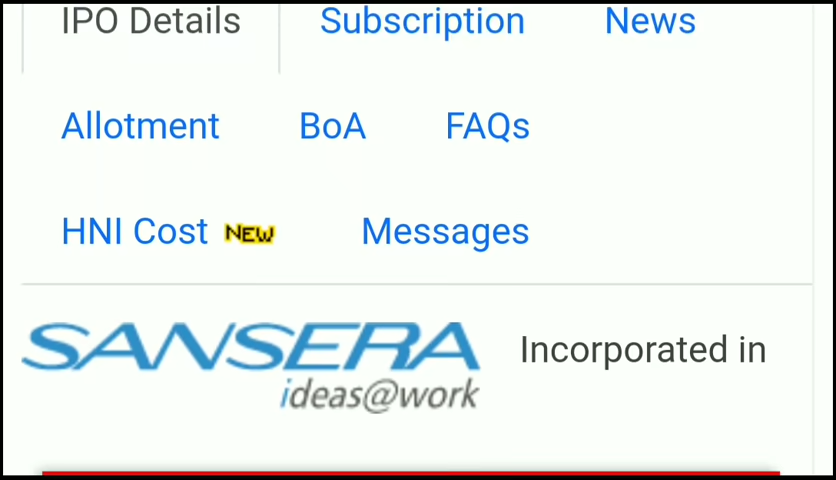 IPO Details Subscription News
Allotment BoA FAQs
HNI Cost NEW Messages
SANSERA Incorporated in
ideas@work